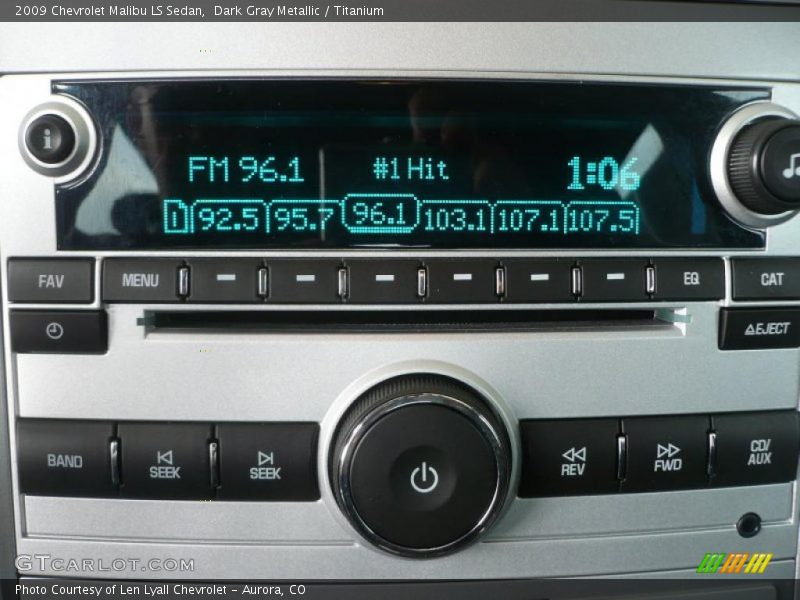 2009 Chevrolet Malibu LS Sedan, Dark Gray Metallic / Titanium
i
FM 96.1 #1 Hit 1:06
1 92.5 95.7 96.1 103.1 107.1 107.5
FAV MENU EQ CAT
EJECT
BAND SEEK SEEK REV FWD CD/AUX
GTCARLOT.COM
Photo Courtesy of Len Lyall Chevrolet - Aurora, CO